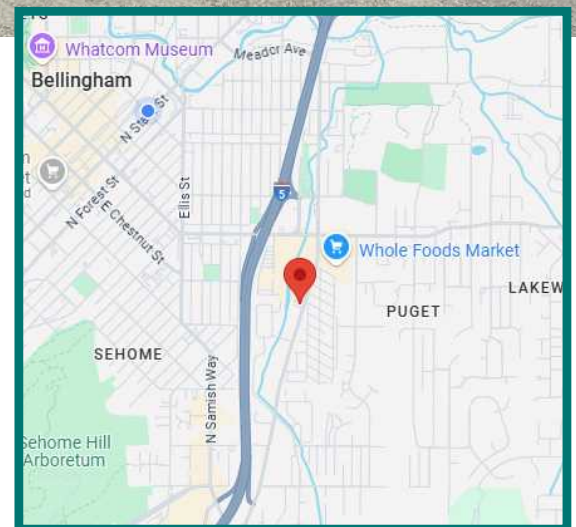 Whatcom Museum
Meador Ave
Bellingham
N State St
N Forest St
E Chestnut St
Ellis St
5
Whole Foods Market
LAKEW
PUGET
SEHOME
N Samish Way
Sehome Hill
Arboretum